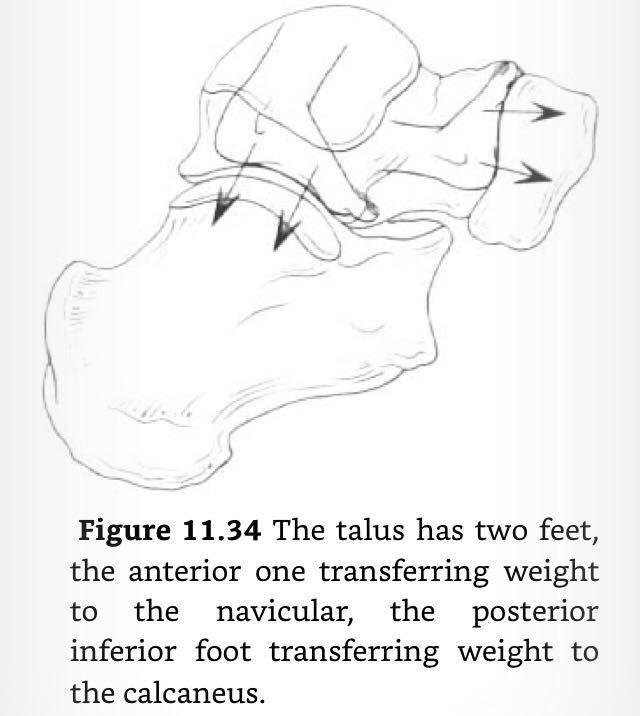 Figure 11.34 The talus has two feet,
the anterior one transferring weight
to the navicular, the posterior
inferior foot transferring weight to
the calcaneus.